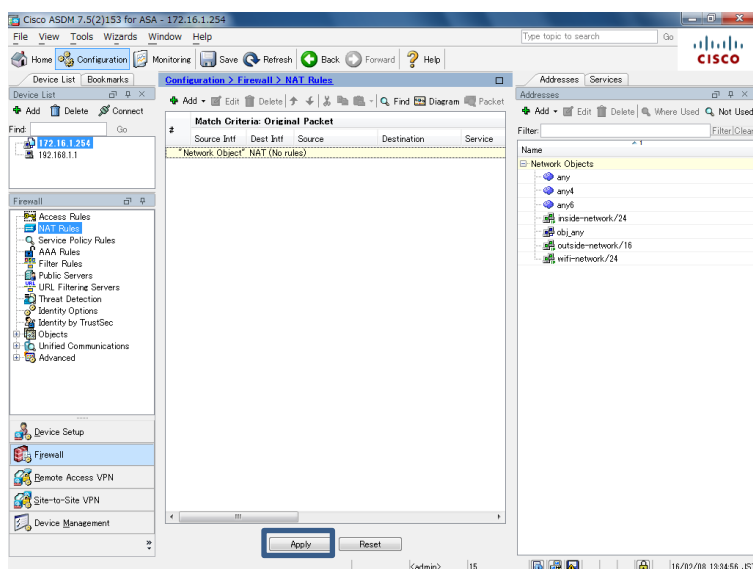 Cisco ASDM 7.5(2)153 for ASA - 172.16.1.254
File View Tools Wizards Window Help
Type topic to search Go
Home Configuration Monitoring Save Refresh Back Forward Help
CISCO
Device List Bookmarks
Device List
Add Delete Connect
Find: Go
172.16.1.254
192.168.1.1
Firewall
Access Rules
NAT Rules
Service Policy Rules
AAA Rules
Filter Rules
Public Servers
URL Filtering Servers
Threat Detection
Identity Options
Identity by TrustSec
Objects
Unified Communications
Advanced
Device Setup
Firewall
Remote Access VPN
Site-to-Site VPN
Device Management
»
Configuration > Firewall > NAT Rules
Add Edit Delete Find Diagram Packet
# Match Criteria: Original Packet
Source Intf Dest Intf Source Destination Service
"Network Object" NAT (No rules)
Apply Reset
Addresses Services
Addresses
Add Edit Delete Where Used Not Used
Filter: Filter Clear
Name
Network Objects
any
any4
any6
inside-network/24
obj_any
outside-network/16
wifi-network/24
<admin> 15 16/02/08 13:34:56 JS